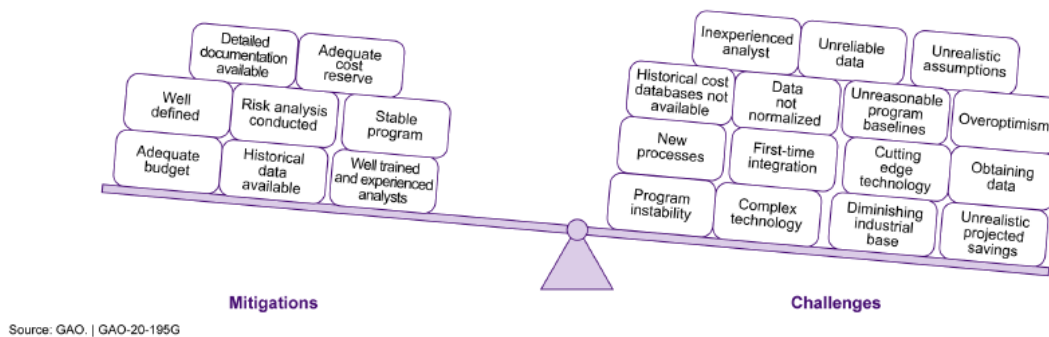 Detailed
documentation
available
Adequate
cost
reserve
Well
defined
Risk analysis
conducted
Stable
program
Adequate
budget
Historical
data
available
Well trained
and experienced
analysts
Inexperienced
analyst
Unreliable
data
Unrealistic
assumptions
Historical cost
databases not
available
Data
not
normalized
Unreasonable
program
baselines
Overoptimism
New
processes
First-time
integration
Cutting
edge
technology
Obtaining
data
Program
instability
Complex
technology
Diminishing
industrial
base
Unrealistic
projected
savings
Mitigations
Challenges
Source: GAO. | GAO-20-195G